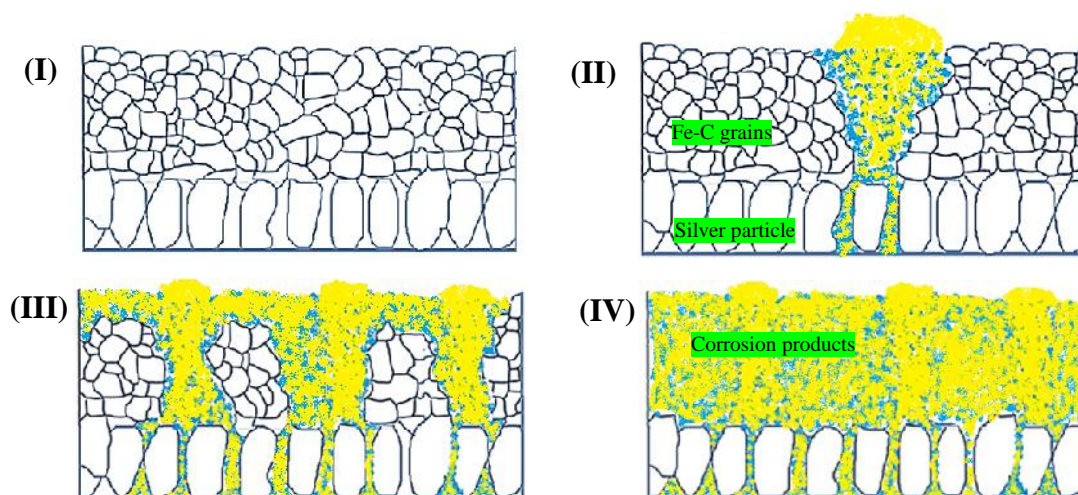 (I)
(II)
Fe-C grains
Silver particle
(III)
(IV)
Corrosion products